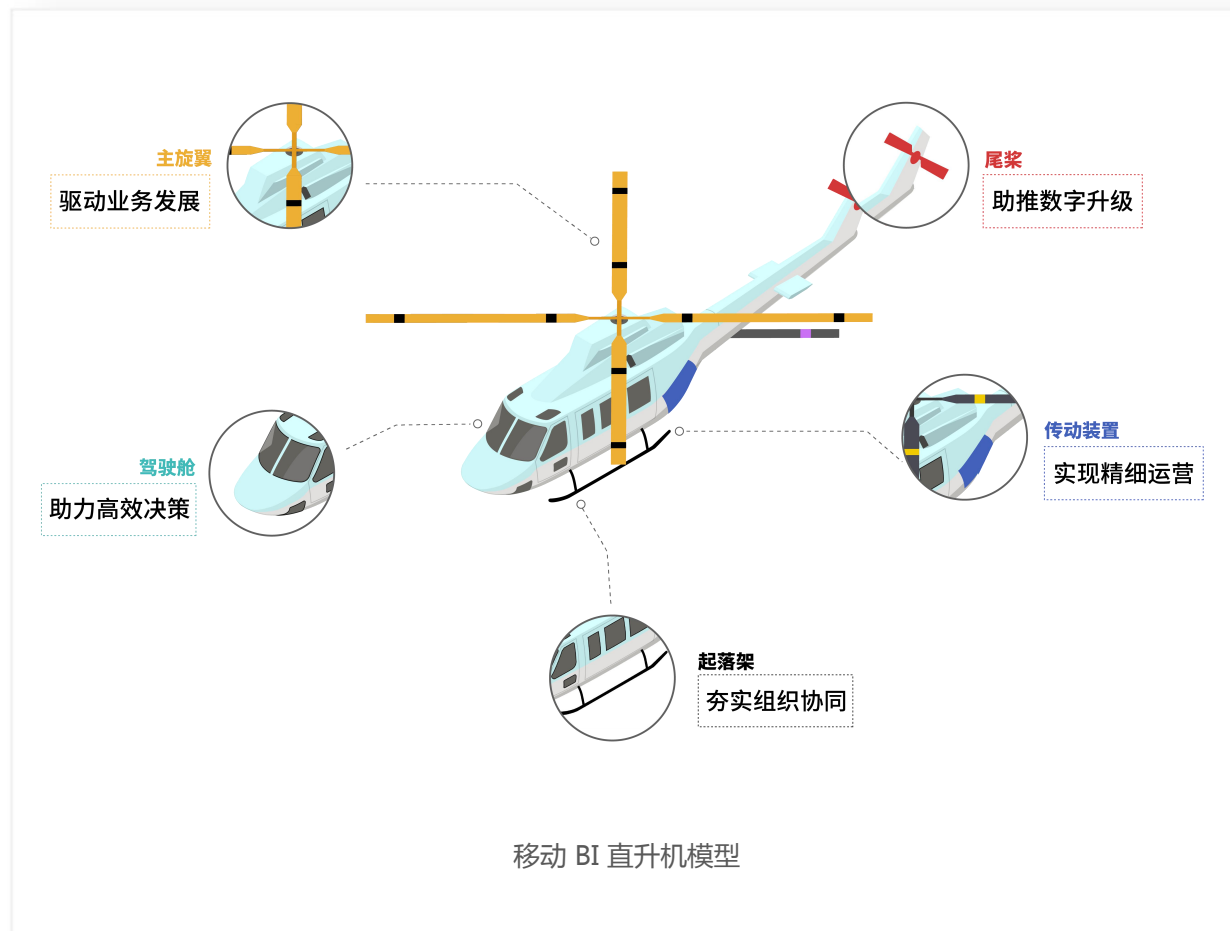 主旋翼
驱动业务发展
尾桨
助推数字升级
驾驶舱
助力高效决策
传动装置
实现精细运营
起落架
夯实组织协同
移动 BI 直升机模型